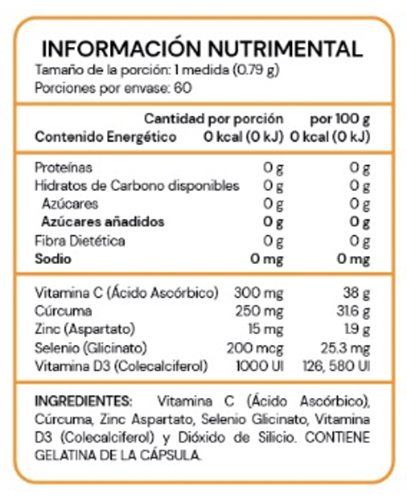 INFORMACIÓN NUTRIMENTAL
Tamaño de la porción: 1 medida (0.79 g)
Porciones por envase: 60
Cantidad por porción por 100 g
Contenido Energético 0 kcal (0 kJ) 0 kcal (0 kJ)
Proteínas 0 g 0 g
Hidratos de Carbono disponibles 0 g 0 g
Azúcares 0 g 0 g
Azúcares añadidos 0 g 0 g
Fibra Dietética 0 g 0 g
Sodio 0 mg 0 mg
Vitamina C (Ácido Ascórbico) 300 mg 38 g
Cúrcuma 250 mg 31.6 g
Zinc (Aspartato) 15 mg 1.9 g
Selenio (Glicinato) 200 mcg 25.3 mg
Vitamina D3 (Colecalciferol) 1000 UI 126, 580 UI
INGREDIENTES: Vitamina C (Ácido Ascórbico),
Cúrcuma, Zinc Aspartato, Selenio Glicinato, Vitamina
D3 (Colecalciferol) y Dióxido de Silicio. CONTIENE
GELATINA DE LA CÁPSULA.